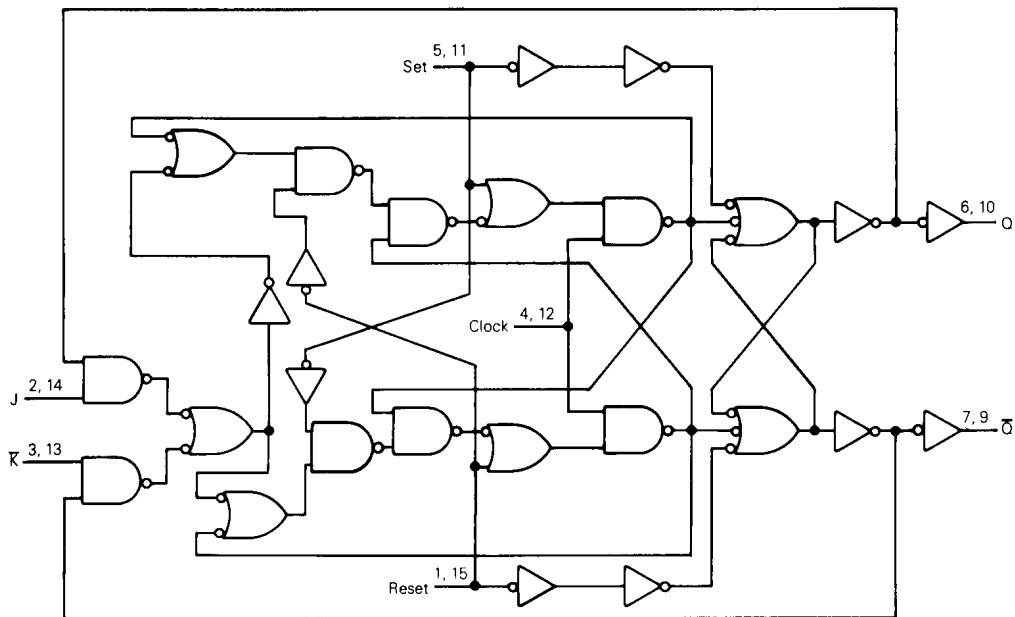 5, 11
Set
6, 10
Q
4, 12
Clock
2, 14
J
3, 13
K̅
7, 9
Q̅
1, 15
Reset